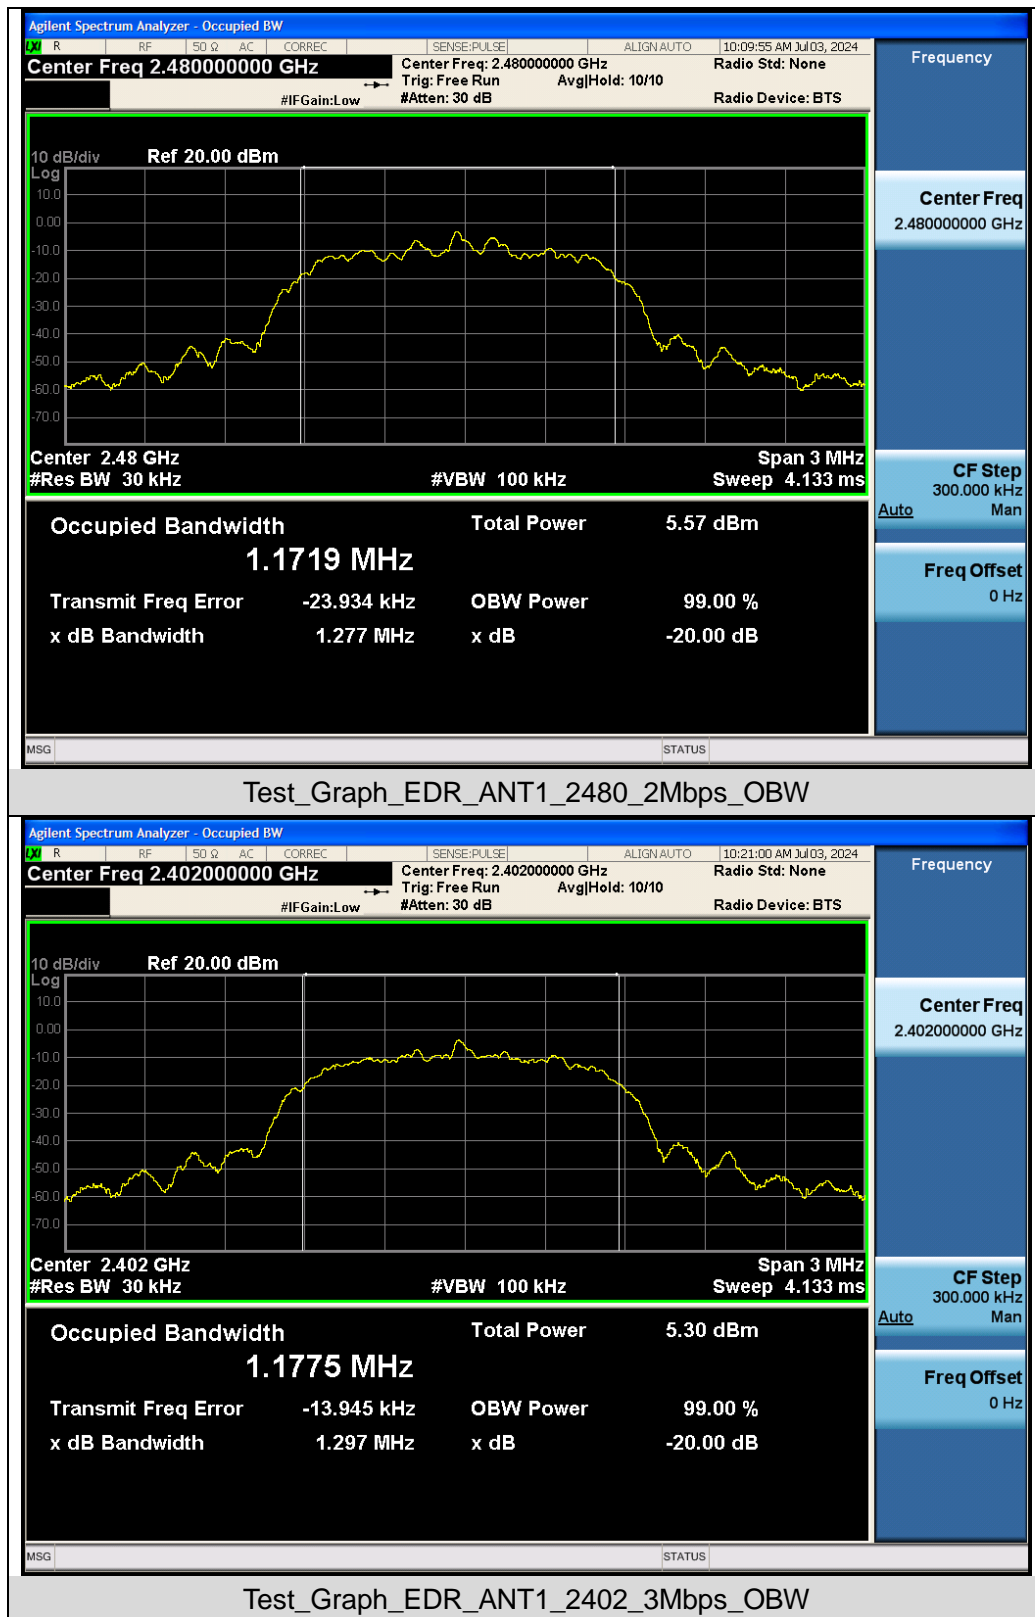 Agilent Spectrum Analyzer - Occupied BW
LXI R RF 50 Ω AC CORREC SENSE:PULSE ALIGN AUTO 10:09:55 AM Jul 03, 2024
Center Freq 2.480000000 GHz
Center Freq: 2.480000000 GHz
Radio Std: None
Trig: Free Run Avg|Hold: 10/10
#IFGain:Low
#Atten: 30 dB
Radio Device: BTS
10 dB/div Ref 20.00 dBm
Log
10.0
0.00
-10.0
-20.0
-30.0
-40.0
-50.0
-60.0
-70.0
Center 2.48 GHz Span 3 MHz
#Res BW 30 kHz #VBW 100 kHz Sweep 4.133 ms
Occupied Bandwidth Total Power 5.57 dBm
1.1719 MHz
Transmit Freq Error -23.934 kHz OBW Power 99.00 %
x dB Bandwidth 1.277 MHz x dB -20.00 dB
MSG STATUS
Frequency
Center Freq
2.480000000 GHz
CF Step
300.000 kHz
Auto Man
Freq Offset
0 Hz
Test_Graph_EDR_ANT1_2480_2Mbps_OBW
Agilent Spectrum Analyzer - Occupied BW
LXI R RF 50 Ω AC CORREC SENSE:PULSE ALIGN AUTO 10:21:00 AM Jul 03, 2024
Center Freq 2.402000000 GHz
Center Freq: 2.402000000 GHz
Radio Std: None
Trig: Free Run Avg|Hold: 10/10
#IFGain:Low
#Atten: 30 dB
Radio Device: BTS
10 dB/div Ref 20.00 dBm
Log
10.0
0.00
-10.0
-20.0
-30.0
-40.0
-50.0
-60.0
-70.0
Center 2.402 GHz Span 3 MHz
#Res BW 30 kHz #VBW 100 kHz Sweep 4.133 ms
Occupied Bandwidth Total Power 5.30 dBm
1.1775 MHz
Transmit Freq Error -13.945 kHz OBW Power 99.00 %
x dB Bandwidth 1.297 MHz x dB -20.00 dB
MSG STATUS
Frequency
Center Freq
2.402000000 GHz
CF Step
300.000 kHz
Auto Man
Freq Offset
0 Hz
Test_Graph_EDR_ANT1_2402_3Mbps_OBW